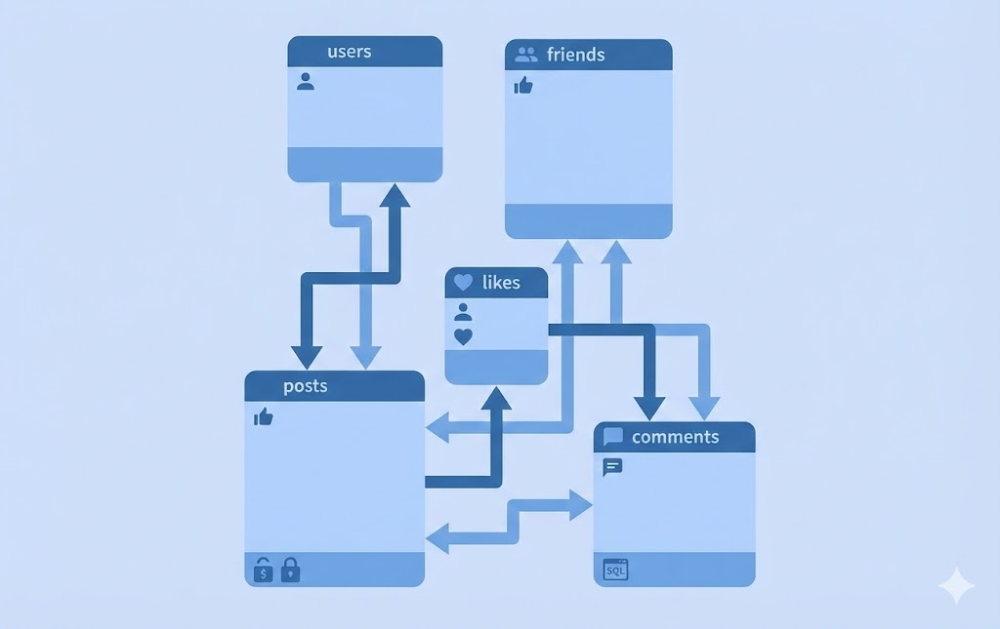 users
friends
likes
posts
comments
$
SQL